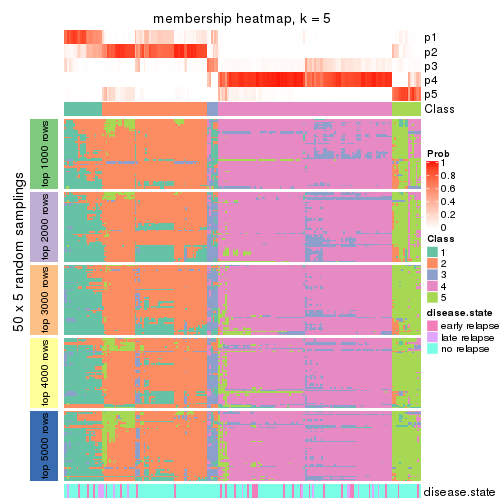 membership heatmap, k = 5
p1
p2
p3
p4
p5
Class
50 x 5 random samplings
top 1000 rows
top 2000 rows
top 3000 rows
top 4000 rows
top 5000 rows
Prob
1
0.8
0.6
0.4
0.2
0
Class
1
2
3
4
5
disease.state
early relapse
late relapse
no relapse
disease.state